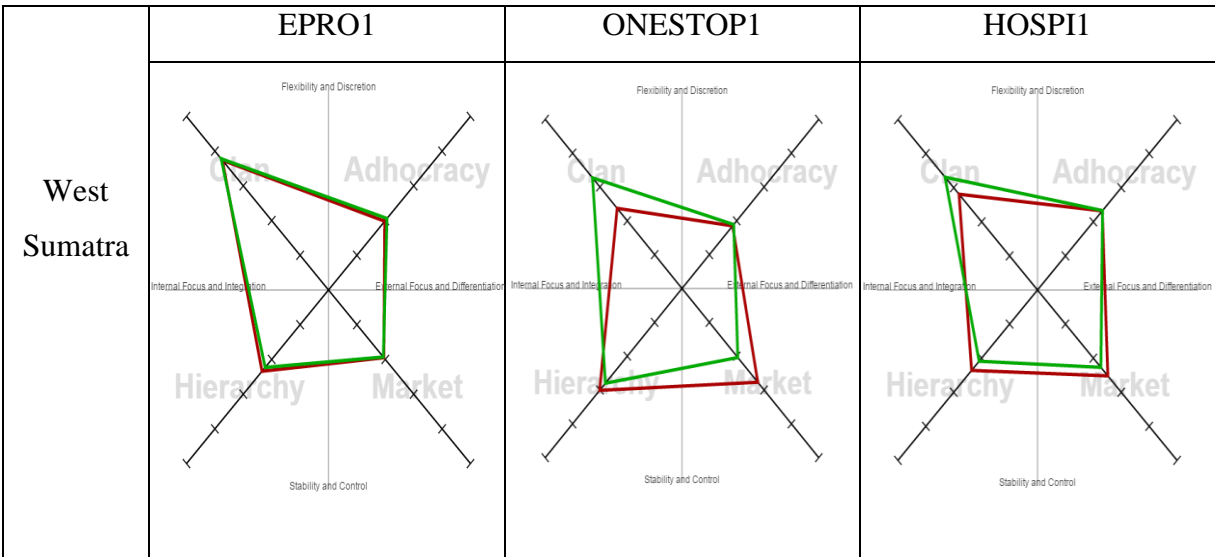 EPRO1
ONESTOP1
HOSPI1
West
Sumatra
Flexibility and Discretion
Clan
Adhocracy
Internal Focus and Integration
External Focus and Differentiation
Hierarchy
Market
Stability and Control
Flexibility and Discretion
Clan
Adhocracy
Internal Focus and Integration
External Focus and Differentiation
Hierarchy
Market
Stability and Control
Flexibility and Discretion
Clan
Adhocracy
Internal Focus and Integration
External Focus and Differentiation
Hierarchy
Market
Stability and Control